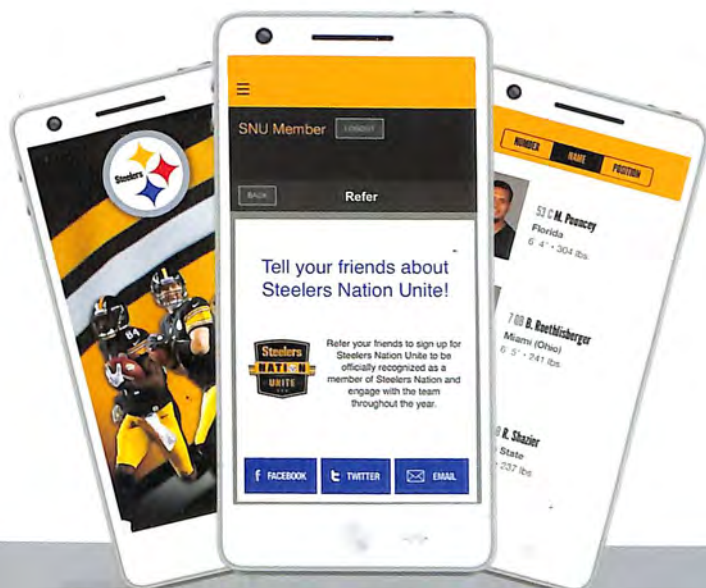 Steelers
84
SNU Member
LOGOUT
BACK
Refer
Tell your friends about
Steelers Nation Unite!
Steelers
NATION
UNITE
Refer your friends to sign up for
Steelers Nation Unite to be
officially recognized as a
member of Steelers Nation and
engage with the team
throughout the year.
f FACEBOOK
t TWITTER
EMAIL
NUMBER
NAME
POSITION
53 C M. Pouncey
Florida
6' 4" • 304 lbs
7 QB B. Roethlisberger
Miami (Ohio)
6' 5" • 241 lbs
R. Shazier
State
• 237 lbs